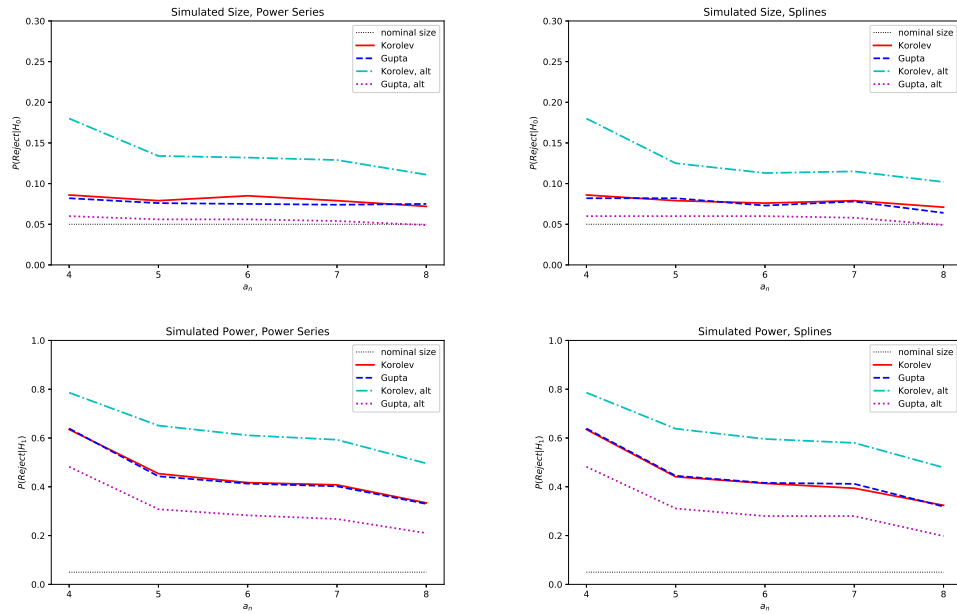 Simulated Size, Power Series
0.30
0.25
0.20
0.15
0.10
0.05
0.00
P(Reject|H0)
4 5 6 7 8
an
nominal size
Korolev
Gupta
Korolev, alt
Gupta, alt
Simulated Size, Splines
0.30
0.25
0.20
0.15
0.10
0.05
0.00
P(Reject|H0)
4 5 6 7 8
an
nominal size
Korolev
Gupta
Korolev, alt
Gupta, alt
Simulated Power, Power Series
1.0
0.8
0.6
0.4
0.2
0.0
P(Reject|H1)
4 5 6 7 8
an
nominal size
Korolev
Gupta
Korolev, alt
Gupta, alt
Simulated Power, Splines
1.0
0.8
0.6
0.4
0.2
0.0
P(Reject|H1)
4 5 6 7 8
an
nominal size
Korolev
Gupta
Korolev, alt
Gupta, alt